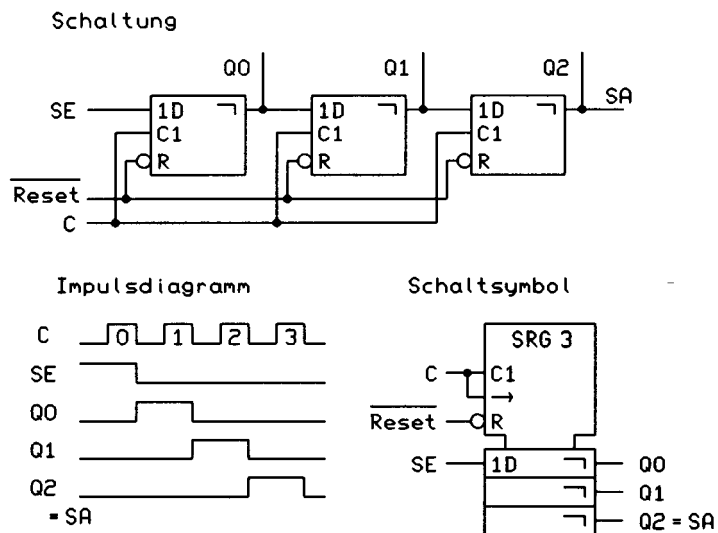 Schaltung
Q0 Q1 Q2
SE 1D 1D 1D SA
C1 C1 C1
R R R
Reset
C
Impulsdiagramm
C 0 1 2 3
SE
Q0
Q1
Q2
= SA
Schaltsymbol
SRG 3
C C1
→
Reset R
SE 1D Q0
Q1
Q2 = SA